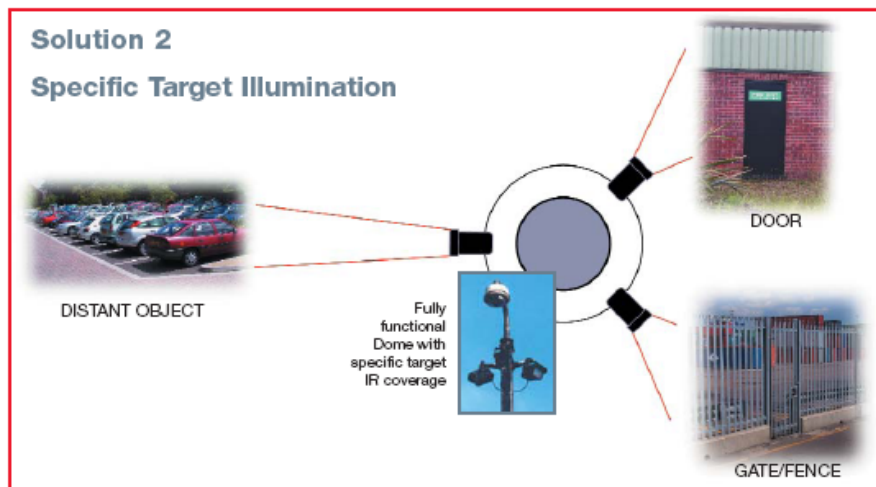 Solution 2
Specific Target Illumination
DOOR
DISTANT OBJECT
Fully
functional
Dome with
specific target
IR coverage
GATE/FENCE